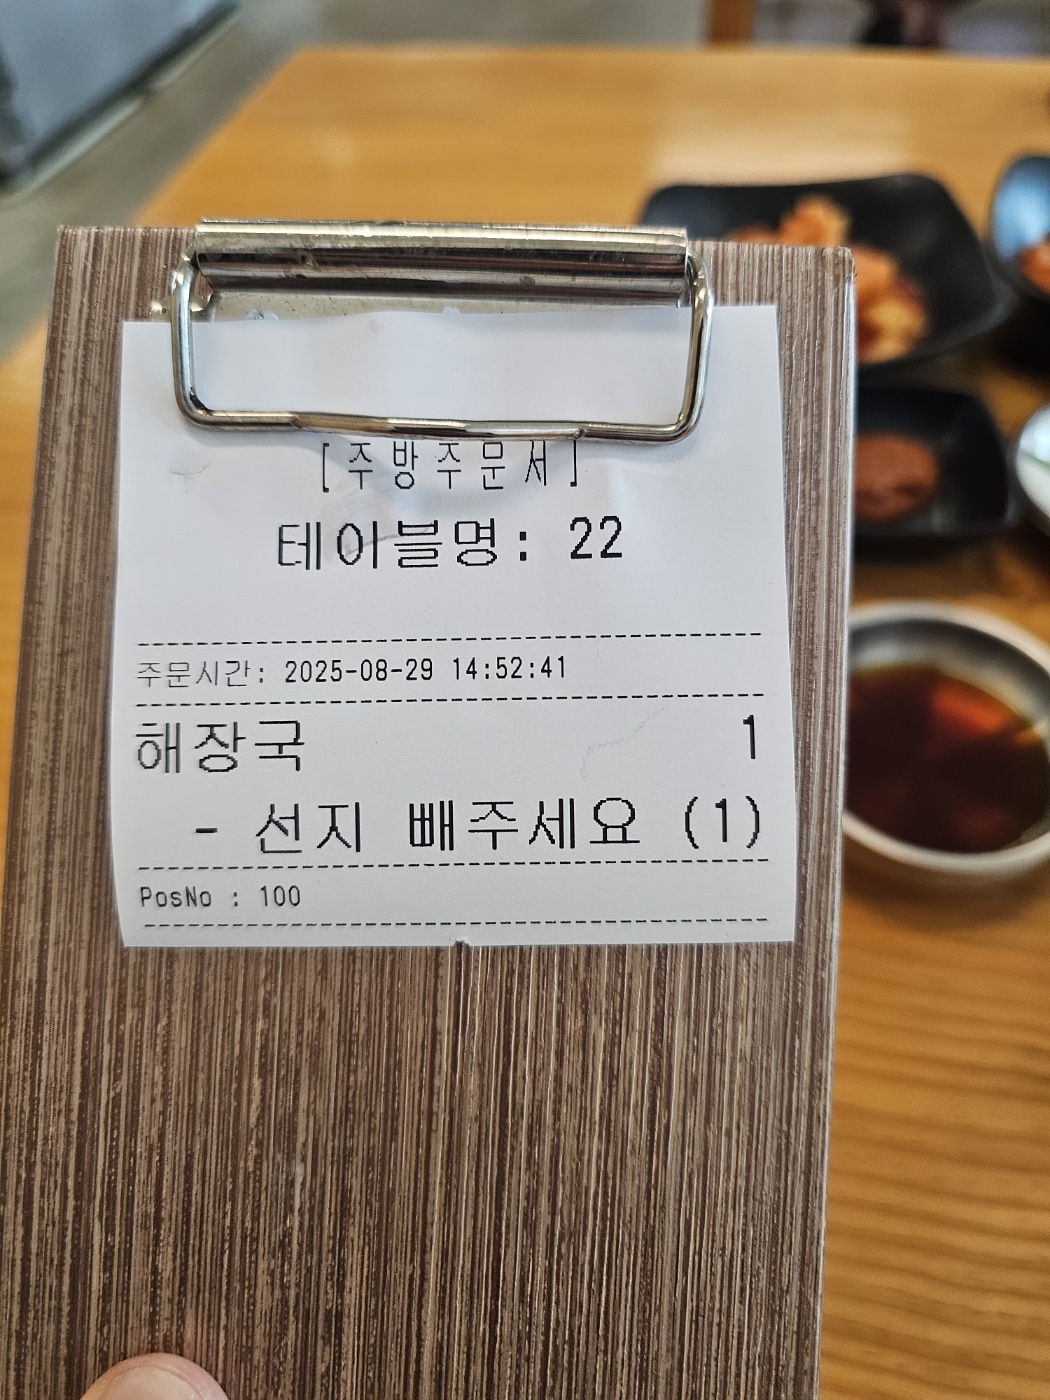 [주방주문서]
테이블명: 22
주문시간: 2025-08-29 14:52:41
해장국 1
- 선지 빼주세요 (1)
PosNo : 100